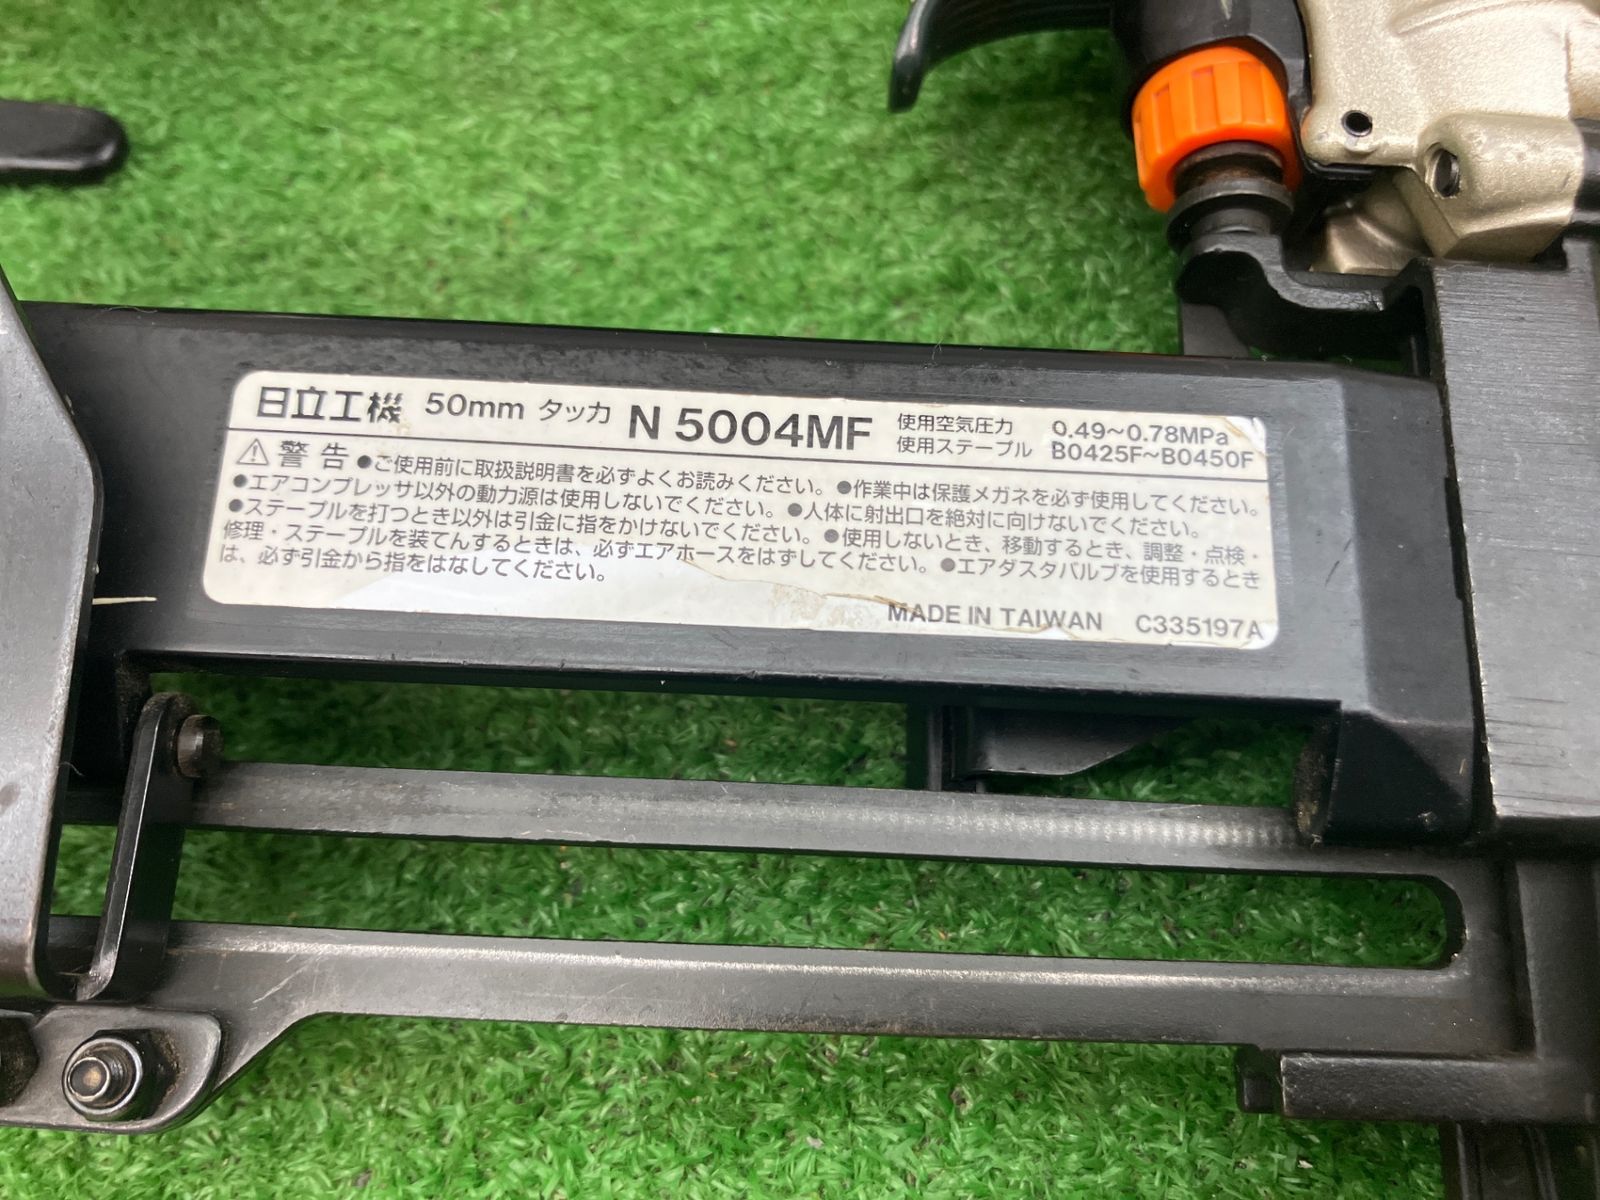 日立工機 50mm タッカ N 5004MF 使用空気圧力 0.49～0.78MPa
使用ステープル B0425F～B0450F
⚠ 警告 ●ご使用前に取扱説明書を必ずよくお読みください。●作業中は保護メガネを必ず使用してください。
●エアコンプレッサ以外の動力源は使用しないでください。●人体に射出口を絶対に向けないでください。
●ステープルを打つとき以外は引金に指をかけないでください。●使用しないとき、移動するとき、調整・点検・
修理・ステープルを装てんするときは、必ずエアホースをはずしてください。●エアダスタバルブを使用するとき
は、必ず引金から指をはなしてください。
MADE IN TAIWAN C335197A